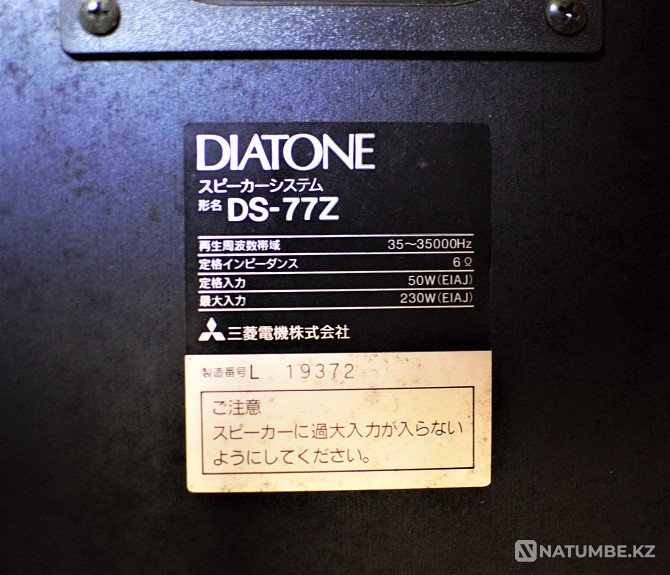 DIATONE
スピーカーシステム
形名 DS-77Z
再生周波数帯域 35～35000Hz
定格インピーダンス 6Ω
定格入力 50W(EIAJ)
最大入力 230W(EIAJ)
三菱電機株式会社
製造番号 L 19372
ご注意
スピーカーに過大入力が入らない
ようにしてください。
NATUMBE.KZ